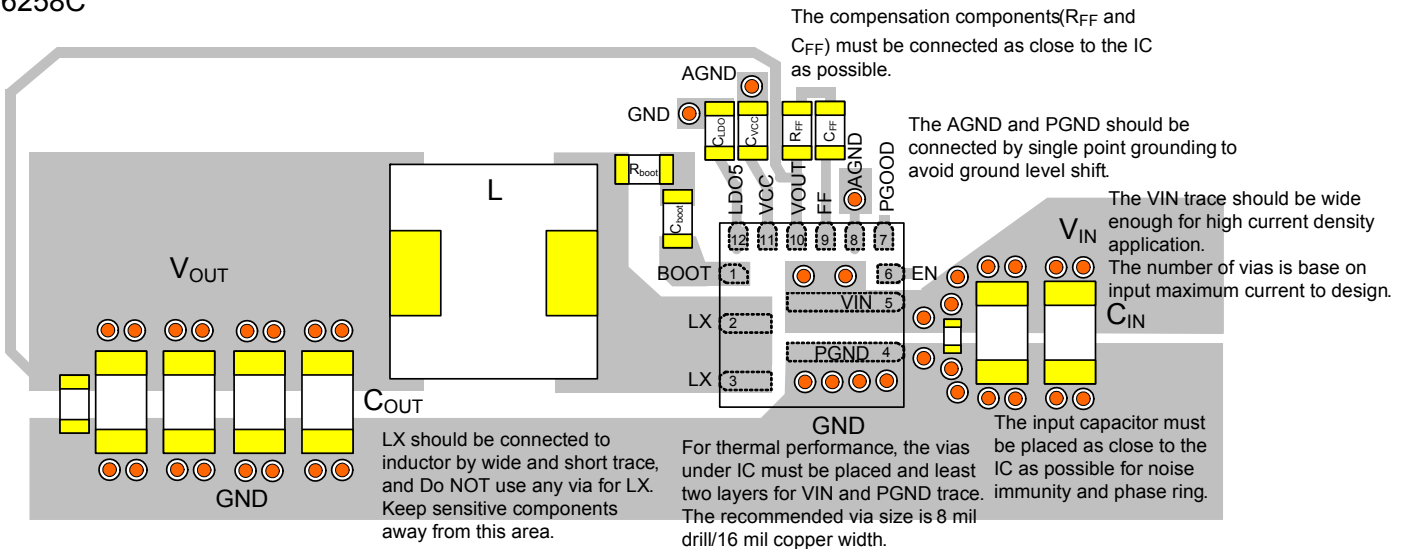 6258C
The compensation components(RFF and
CFF) must be connected as close to the IC
as possible.
AGND
GND
CLDO
CVCC
RFF
CFF
The AGND and PGND should be
connected by single point grounding to
avoid ground level shift.
Rboot
Cboot
LDO5
VCC
VOUT
FF
AGND
PGOOD
L
The VIN trace should be wide
enough for high current density
application.
The number of vias is base on
input maximum current to design.
VIN
12
11
10
9
8
7
VOUT
BOOT
1
6
EN
VIN 5
CIN
LX
2
PGND 4
LX
3
COUT
GND
GND
LX should be connected to
inductor by wide and short trace,
and Do NOT use any via for LX.
Keep sensitive components
away from this area.
For thermal performance, the vias
under IC must be placed and least
two layers for VIN and PGND trace.
The recommended via size is 8 mil
drill/16 mil copper width.
The input capacitor must
be placed as close to the
IC as possible for noise
immunity and phase ring.